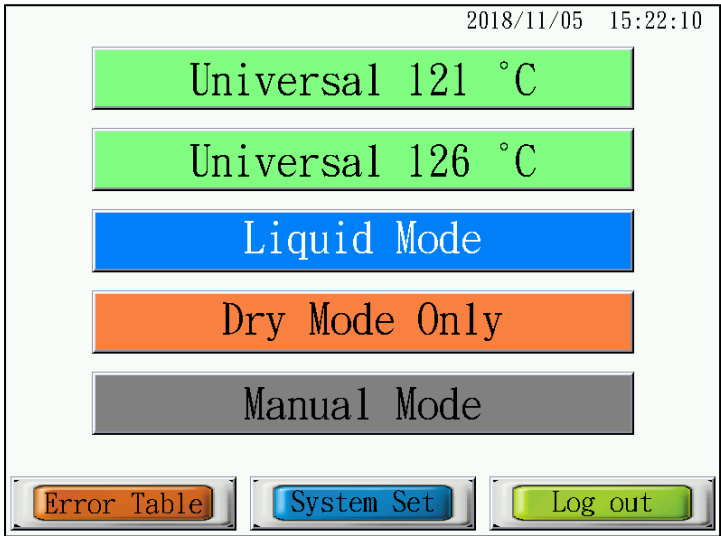 2018/11/05 15:22:10
Universal 121 °C
Universal 126 °C
Liquid Mode
Dry Mode Only
Manual Mode
Error Table System Set Log out